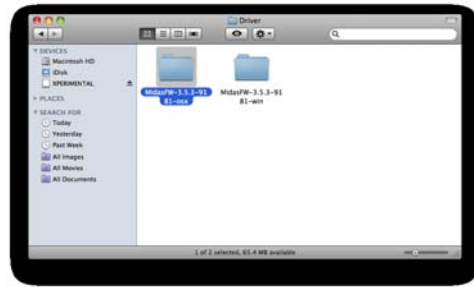 Driver
DEVICES
Macintosh HD
iDisk
XPERIMENTAL
PLACES
SEARCH FOR
Today
Yesterday
Past Week
All Images
All Movies
All Documents
MidasFW-3.5.3-91
81-osx
MidasFW-3.5.3-91
81-win
1 of 2 selected, 65.4 MB available